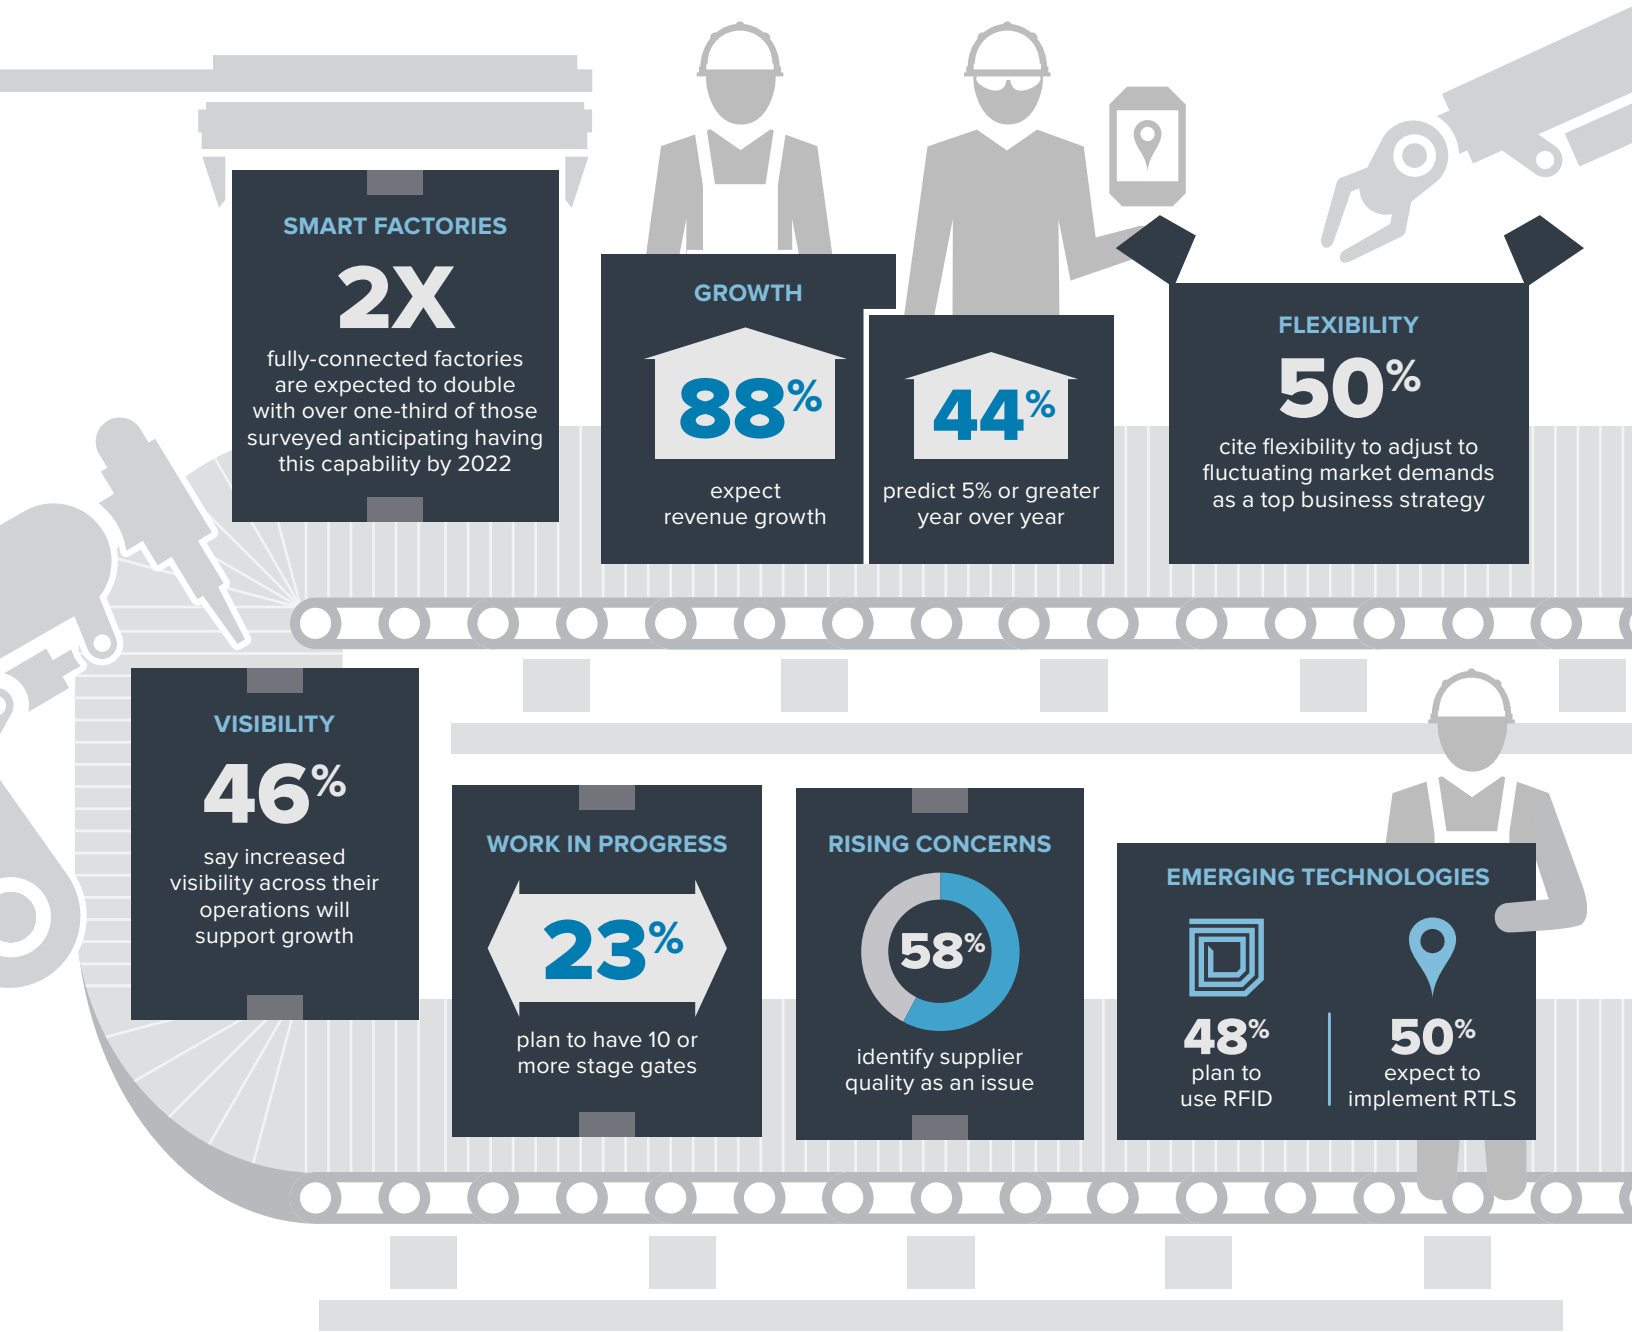 SMART FACTORIES
2X
fully-connected factories
are expected to double
with over one-third of those
surveyed anticipating having
this capability by 2022
GROWTH
88%
expect
revenue growth
44%
predict 5% or greater
year over year
FLEXIBILITY
50%
cite flexibility to adjust to
fluctuating market demands
as a top business strategy
VISIBILITY
46%
say increased
visibility across their
operations will
support growth
WORK IN PROGRESS
23%
plan to have 10 or
more stage gates
RISING CONCERNS
58%
identify supplier
quality as an issue
EMERGING TECHNOLOGIES
48%
plan to
use RFID
50%
expect to
implement RTLS